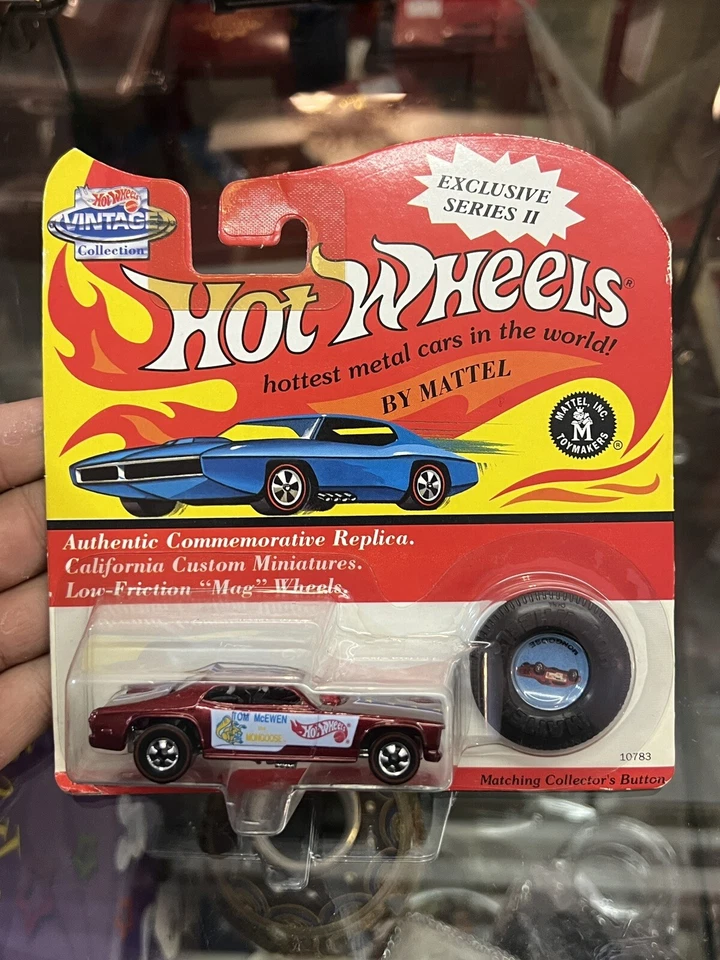 Hot Wheels
VINTAGE
Collection
EXCLUSIVE
SERIES II
HOT WHEELS®
hottest metal cars in the world!
BY MATTEL
MATTEL, INC.
M
TOYMAKERS
®
Authentic Commemorative Replica.
California Custom Miniatures.
Low-Friction “Mag” Wheels.
TOM McEWEN
THE
MONGOOSE
Hot Wheels
MONGOOSE
10783
Matching Collector's Button